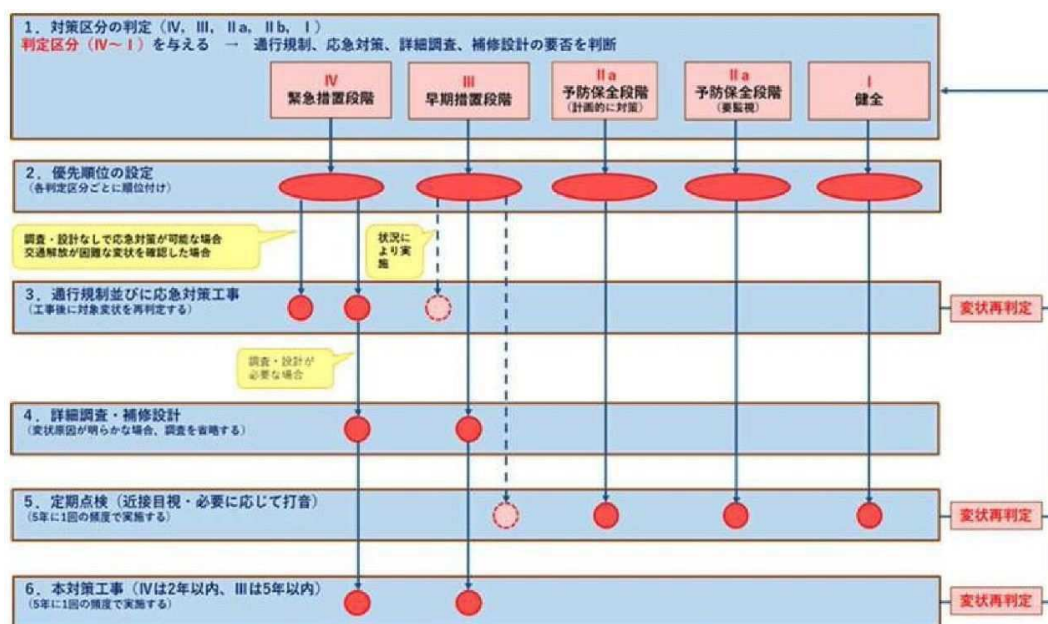 1．対策区分の判定（Ⅳ，Ⅲ，Ⅱa，Ⅱb，Ⅰ）
判定区分（Ⅳ～Ⅰ）を与える → 通行規制、応急対策、詳細調査、補修設計の要否を判断
Ⅳ
緊急措置段階
Ⅲ
早期措置段階
Ⅱa
予防保全段階
（計画的に対策）
Ⅱa
予防保全段階
（要監視）
Ⅰ
健全
2．優先順位の設定
（各判定区分ごとに順位付け）
調査・設計なしで応急対策が可能な場合
交通解放が困難な変状を確認した場合
状況に
より実
施
3．通行規制並びに応急対策工事
（工事後に対象変状を再判定する）
変状再判定
調査・設計が
必要な場合
4．詳細調査・補修設計
（変状原因が明らかな場合、調査を省略する）
5．定期点検（近接目視・必要に応じて打音）
（5年に1回の頻度で実施する）
変状再判定
6．本対策工事（Ⅳは2年以内、Ⅲは5年以内）
（5年に1回の頻度で実施する）
変状再判定